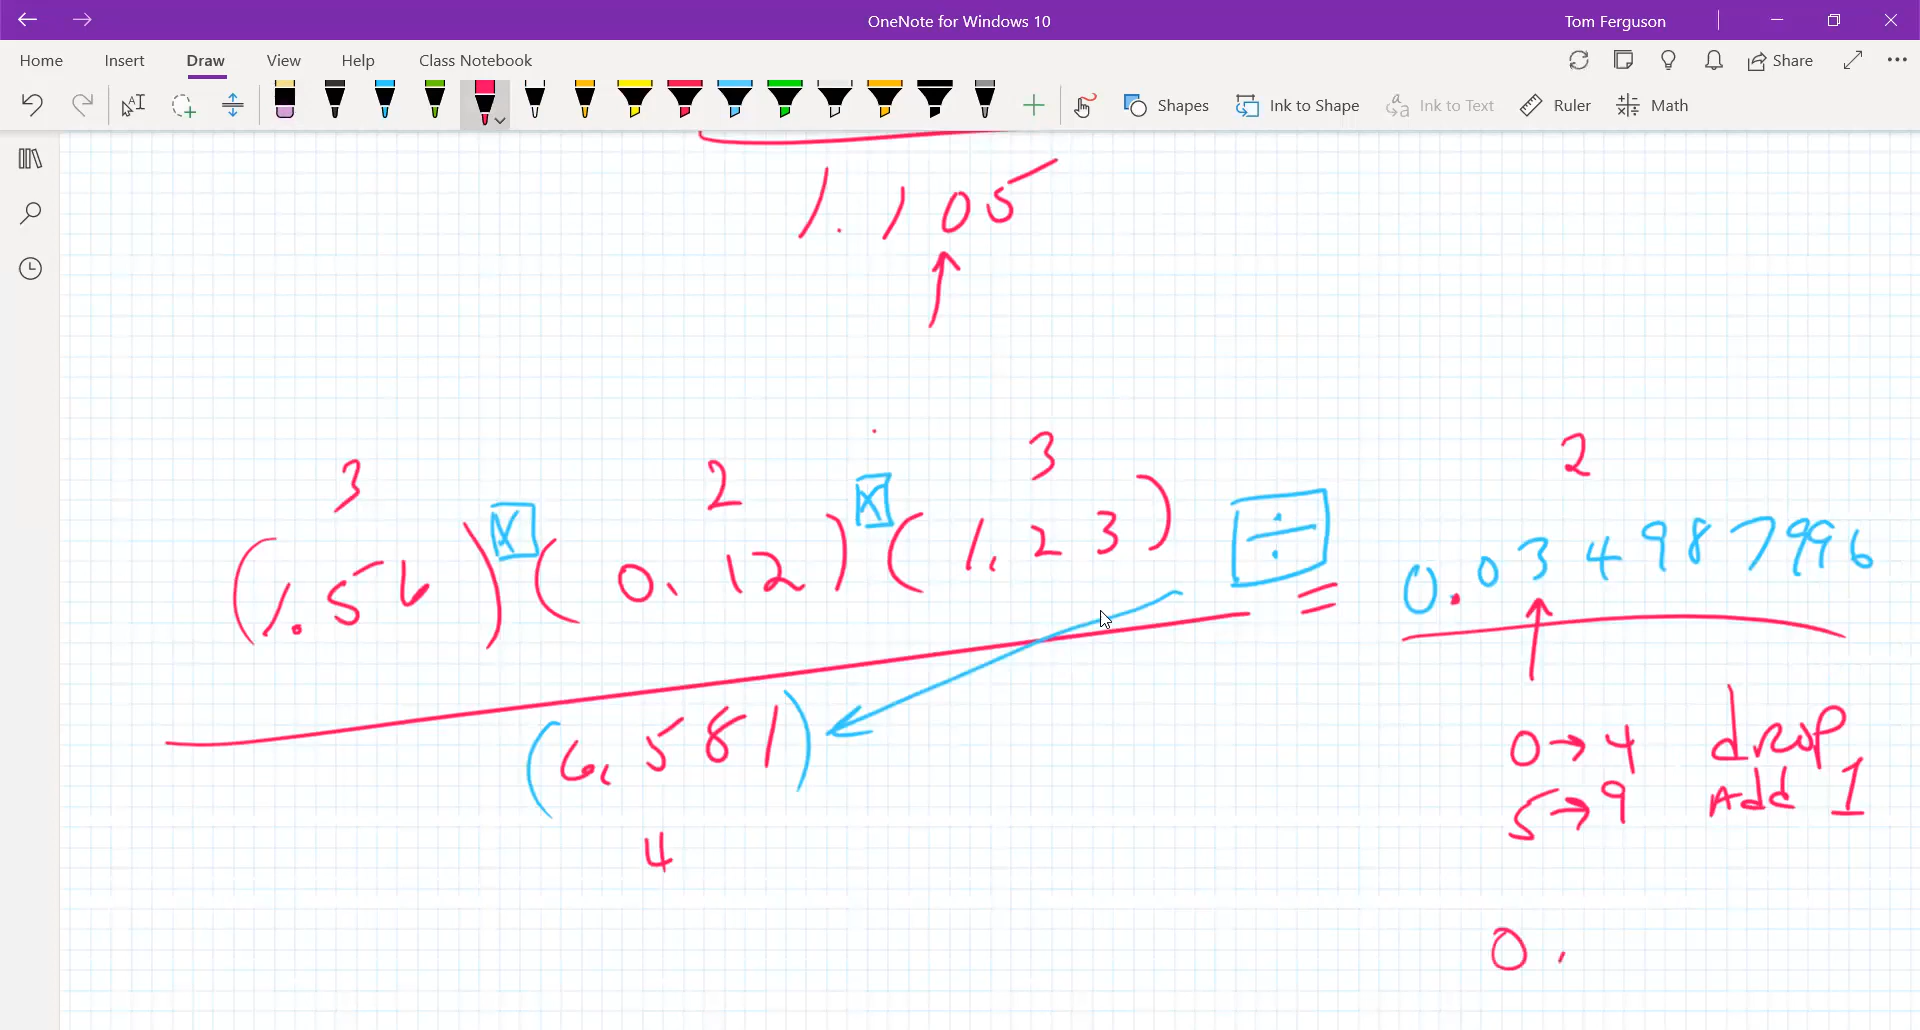 OneNote for Windows 10
Tom Ferguson
Home Insert Draw View Help Class Notebook
Share
Shapes Ink to Shape Ink to Text Ruler Math
1.105
3 2 3 2
(1.56) x (0.12) x (1.23) ÷ = 0.034987996
(6.581)
4
0→4 drop
5→9 Add 1
0.